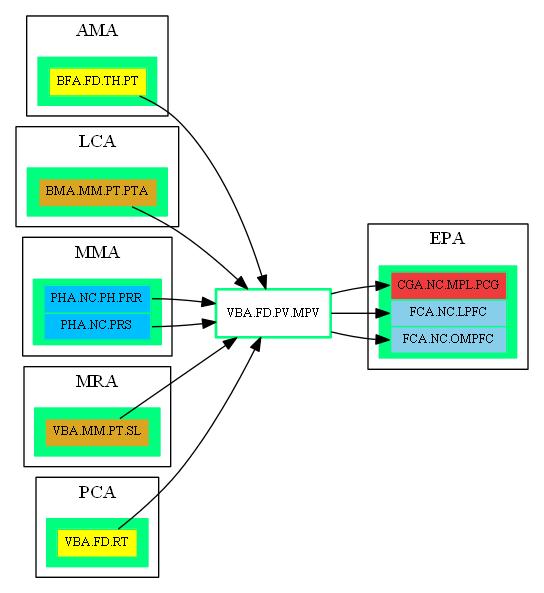 AMA
BFA.FD.TH.PT
LCA
BMA.MM.PT.PTA
MMA
PHA.NC.PH.PRR
PHA.NC.PRS
MRA
VBA.MM.PT.SL
PCA
VBA.FD.RT
VBA.FD.PV.MPV
EPA
CGA.NC.MPL.PCG
FCA.NC.LPFC
FCA.NC.OMPFC